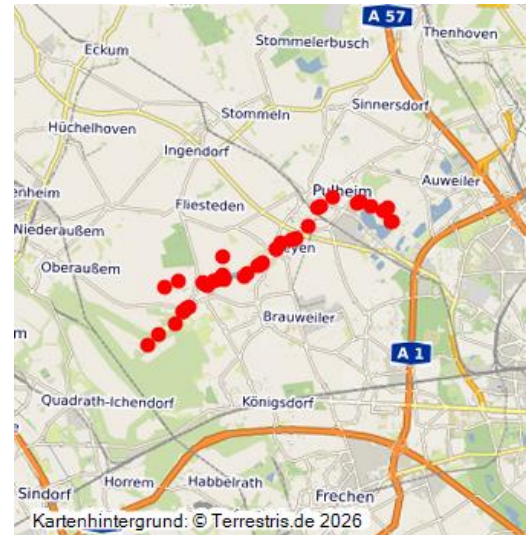 A 57
Thenhoven
Stommelerbusch
Eckum
Sinnersdorf
Stommeln
Hüchelhoven
Ingendorf
Auweiler
Pulheim
enheim
Fliesteden
Niederaußem
eyen
Oberaußem
m
Brauweiler
A 1
Quadrath-Ichendorf
Königsdorf
Horrem
Habbelrath
Sindorf
Frechen
Kartenhintergrund: © Terrestris.de 2026